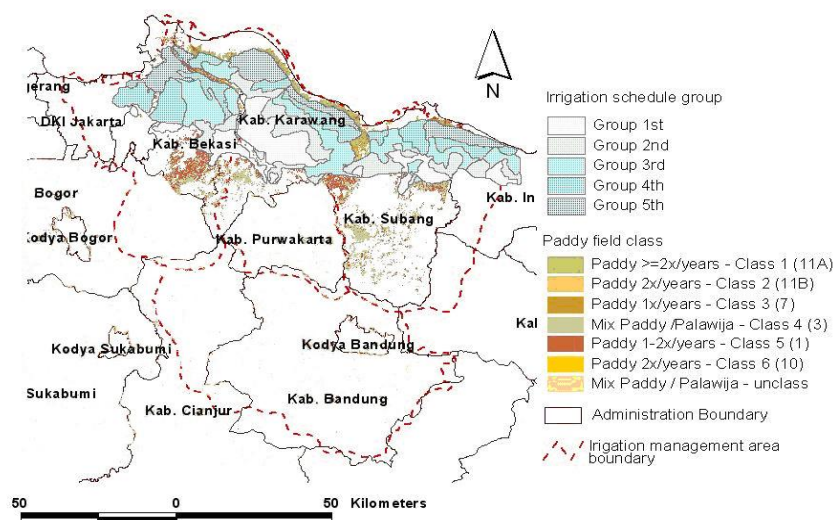 N
gerang
DKI Jakarta
Kab. Karawang
Kab. Bekasi
Bogor
Kodya Bogor
Kab. Subang
Kab. In
Kab. Purwakarta
Kal
Kodya Sukabumi
Kodya Bandung
Sukabumi
Kab. Cianjur
Kab. Bandung
50 0 50 Kilometers
Irrigation schedule group
Group 1st
Group 2nd
Group 3rd
Group 4th
Group 5th
Paddy field class
Paddy >=2x/years - Class 1 (11A)
Paddy 2x/years - Class 2 (11B)
Paddy 1x/years - Class 3 (7)
Mix Paddy /Palawija - Class 4 (3)
Paddy 1-2x/years - Class 5 (1)
Paddy 2x/years - Class 6 (10)
Mix Paddy / Palawija - unclass
Administration Boundary
Irigation management area
boundary